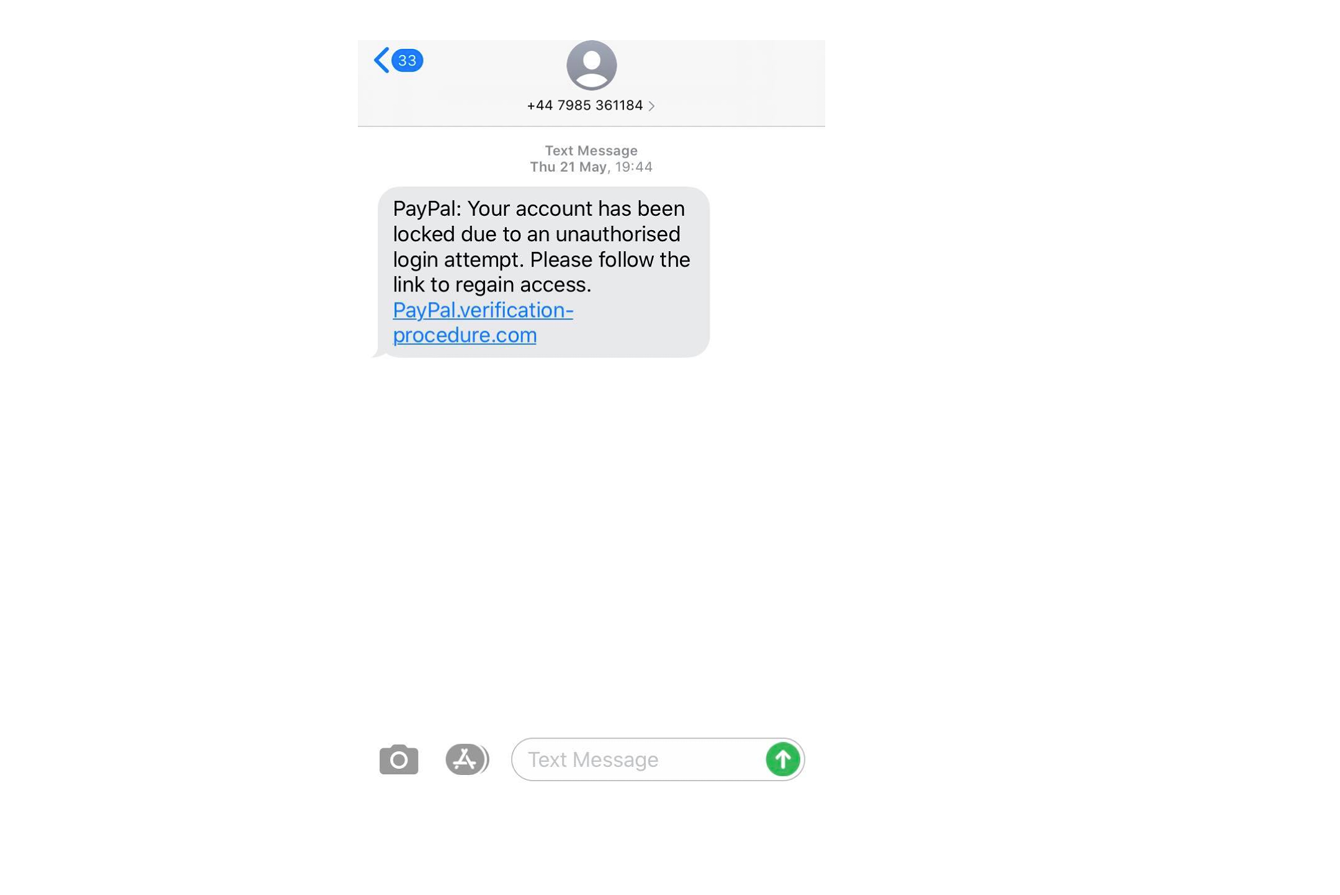 33
+44 7985 361184
Text Message
Thu 21 May, 19:44
PayPal: Your account has been
locked due to an unauthorised
login attempt. Please follow the
link to regain access.
PayPal.verification-
procedure.com
Text Message